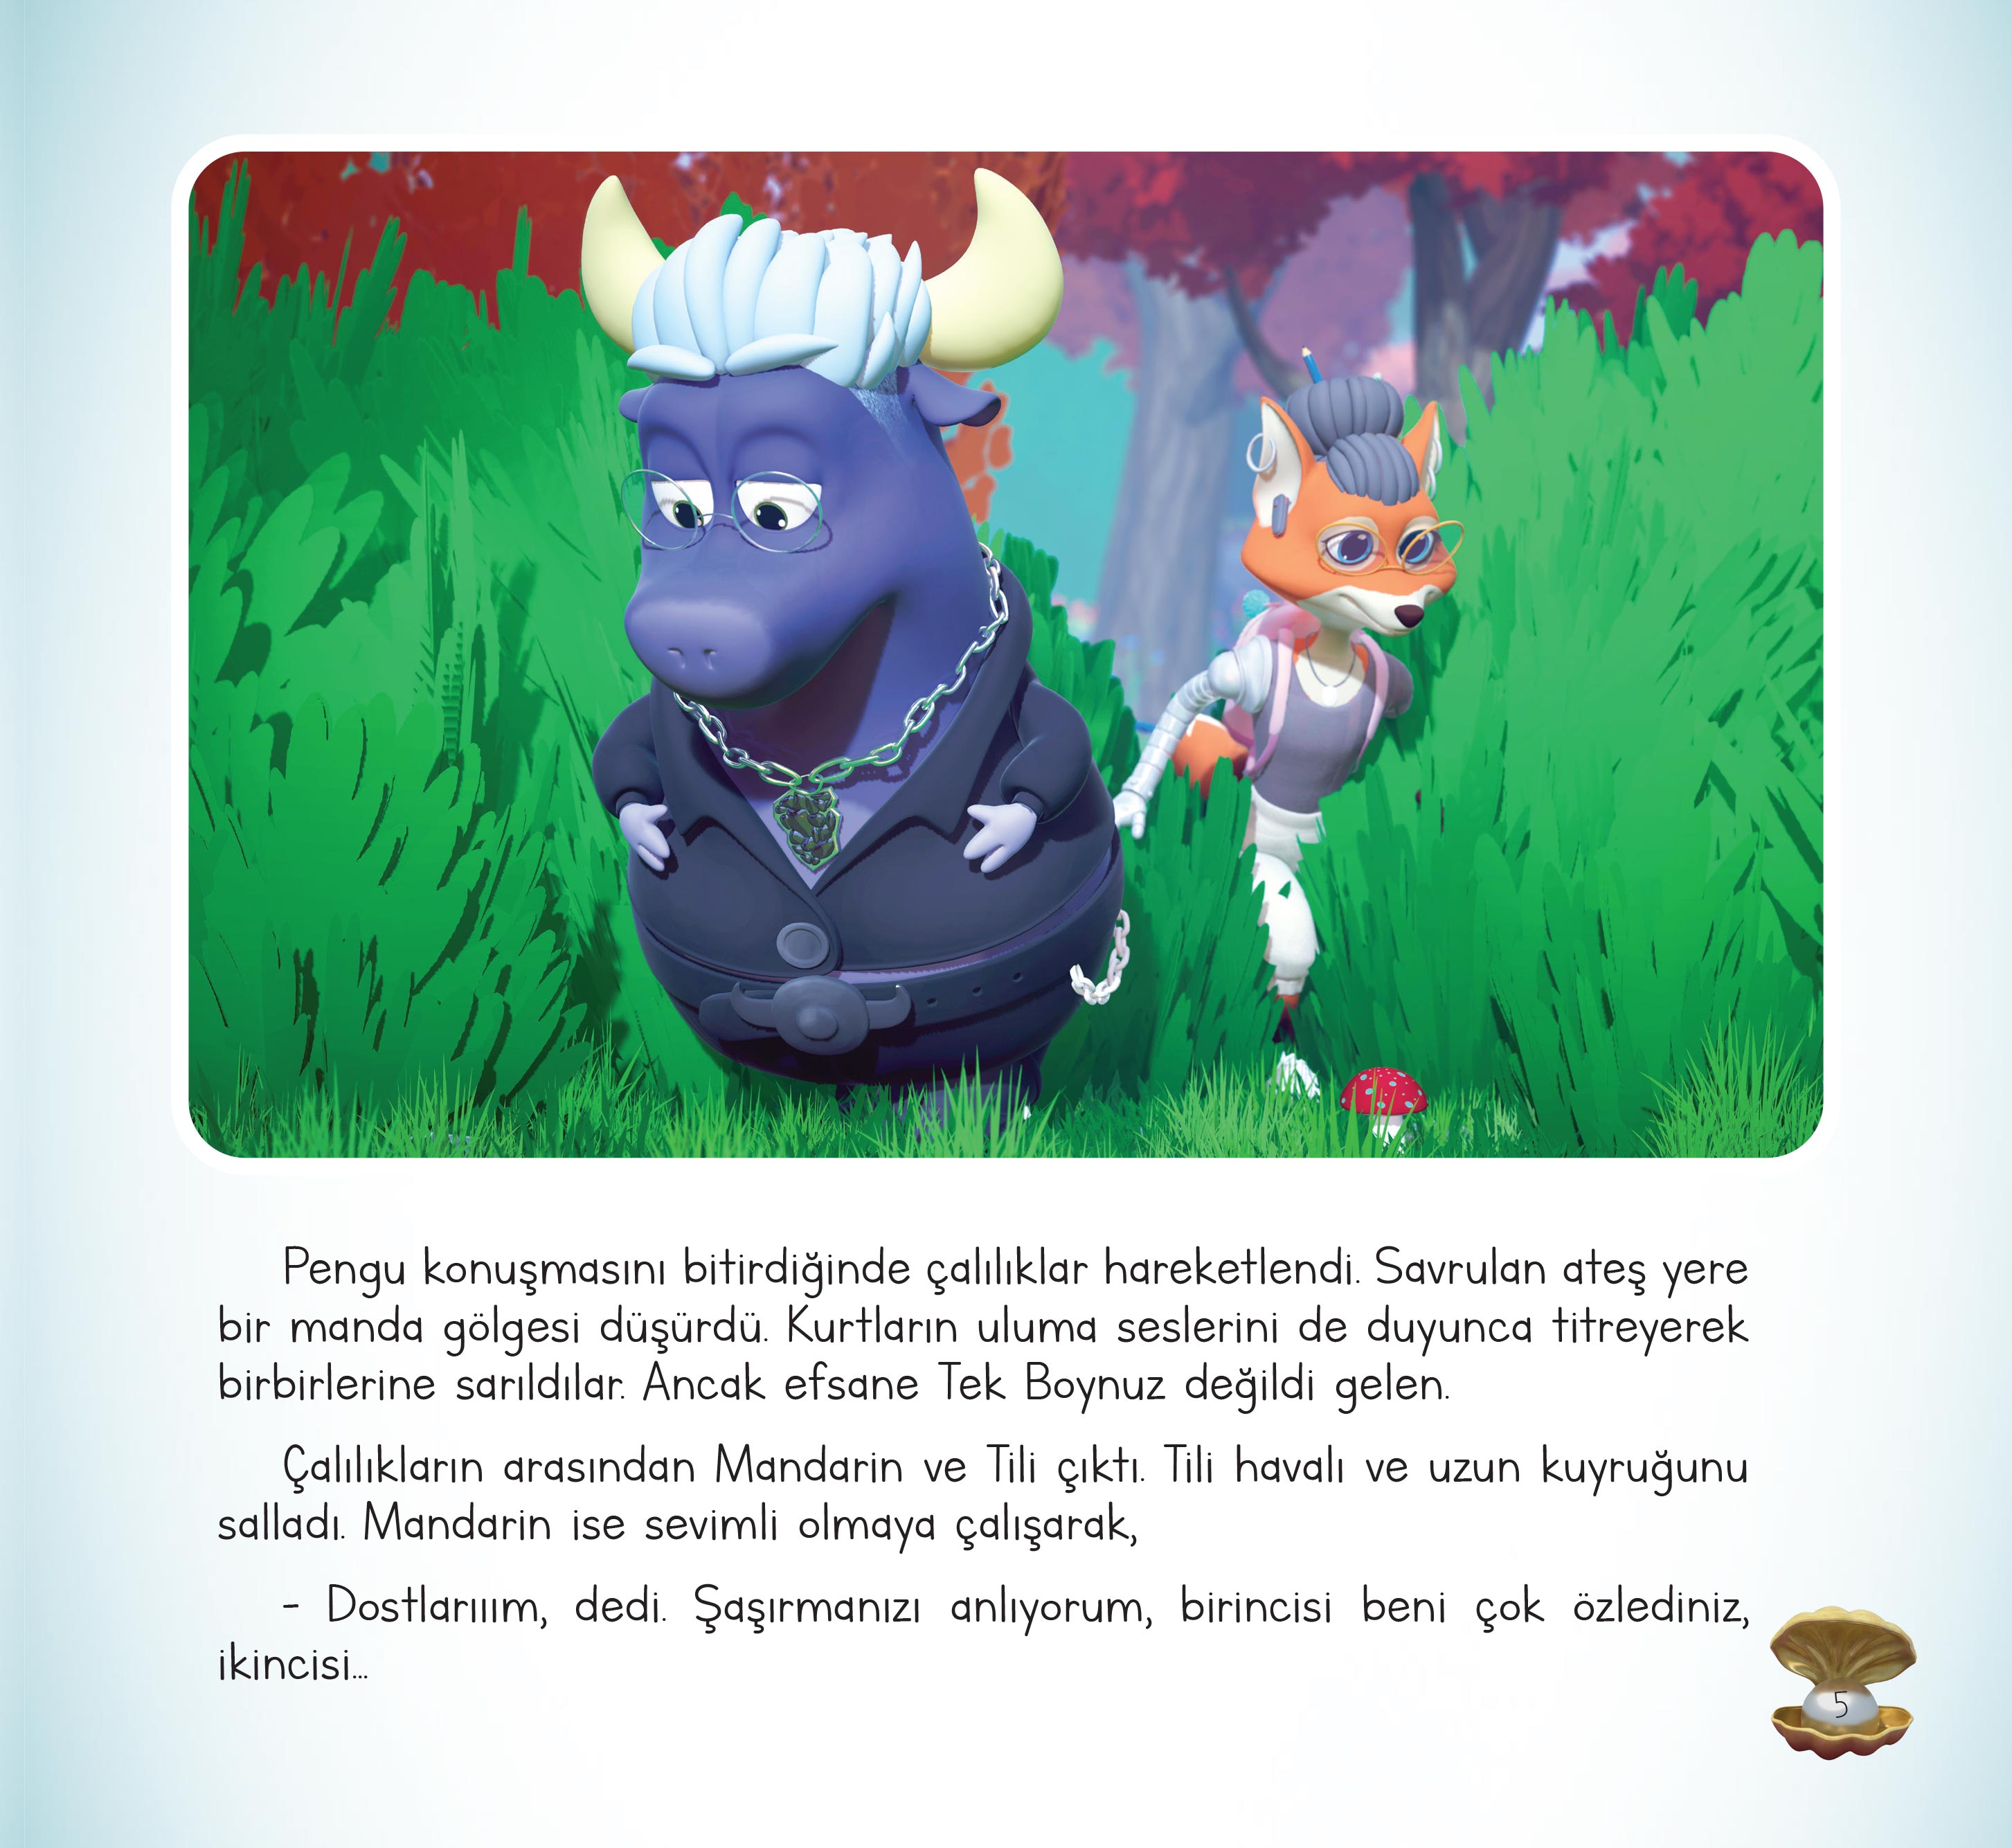 Pengu konuşmasını bitirdiğinde çalılıklar hareketlendi. Savrulan ateş yere
bir manda gölgesi düşürdü. Kurtların uluma seslerini de duyunca titreyerek
birbirlerine sarıldılar. Ancak efsane Tek Boynuz değildi gelen.
Çalılıkların arasından Mandarin ve Tili çıktı. Tili havalı ve uzun kuyruğunu
salladı. Mandarin ise sevimli olmaya çalışarak,
- Dostlarıııım, dedi. Şaşırmanızı anlıyorum, birincisi beni çok özlediniz,
ikincisi...
5